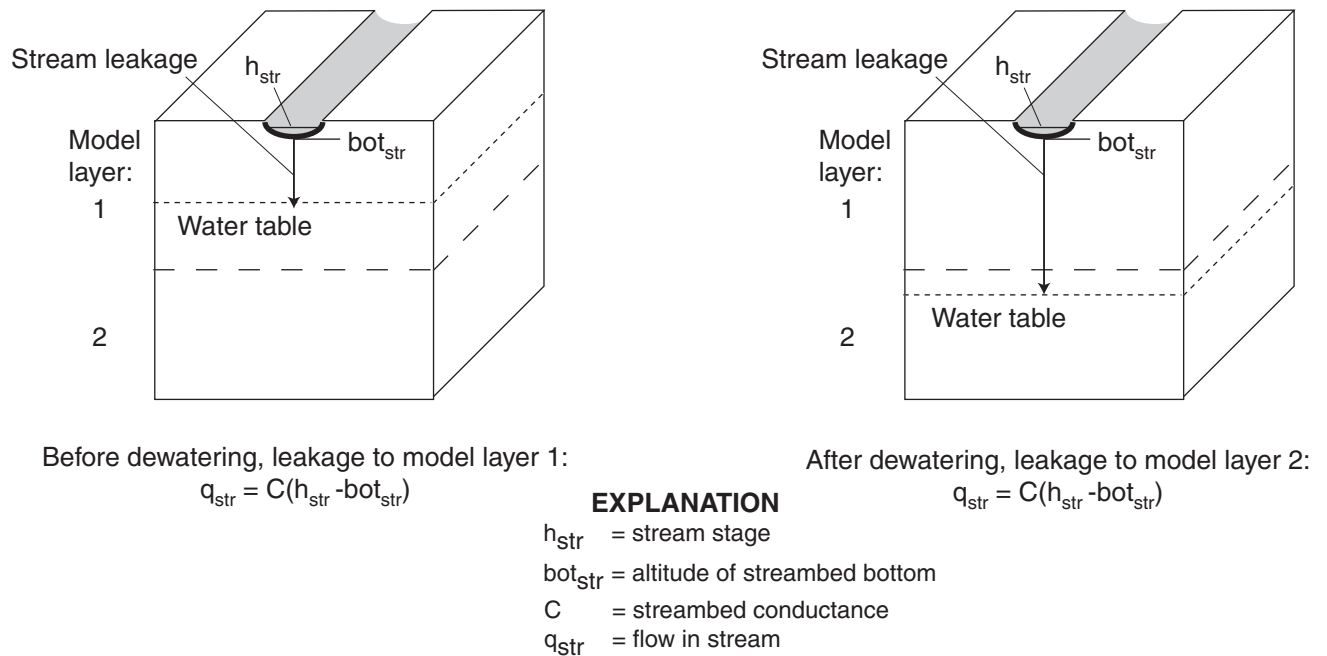 Stream leakage
h_str
bot_str
Model
layer:
1
Water table
2
Before dewatering, leakage to model layer 1:
q_str = C(h_str -bot_str)
Stream leakage
h_str
bot_str
Model
layer:
1
Water table
2
After dewatering, leakage to model layer 2:
q_str = C(h_str -bot_str)
EXPLANATION
h_str = stream stage
bot_str = altitude of streambed bottom
C = streambed conductance
q_str = flow in stream